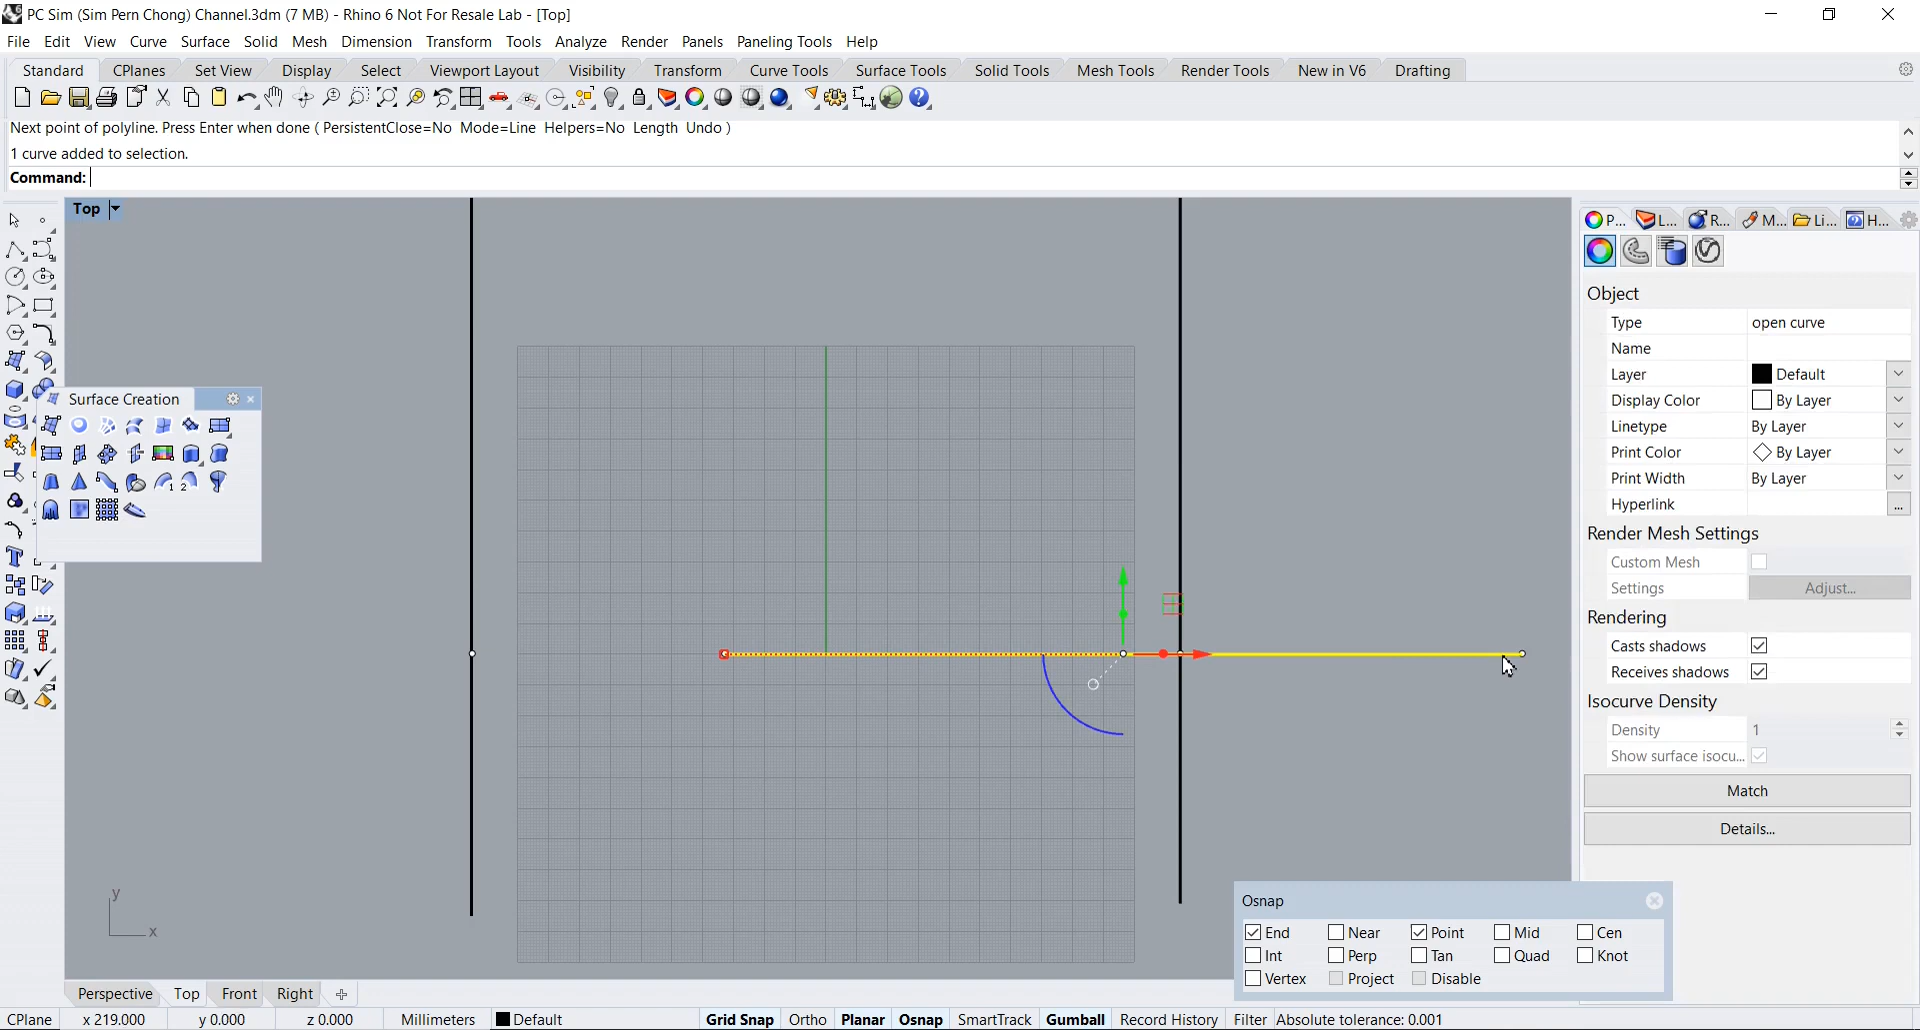 PC Sim (Sim Pern Chong) Channel.3dm (7 MB) - Rhino 6 Not For Resale Lab - [Top]
File Edit View Curve Surface Solid Mesh Dimension Transform Tools Analyze Render Panels Paneling Tools Help
Standard CPlanes Set View Display Select Viewport Layout Visibility Transform Curve Tools Surface Tools Solid Tools Mesh Tools Render Tools New in V6 Drafting
Next point of polyline. Press Enter when done ( PersistentClose=No Mode=Line Helpers=No Length Undo )
1 curve added to selection.
Command:
Top
P... L... R... M... Li... H...
Surface Creation
1 2
Object
Type open curve
Name
Layer Default
Display Color By Layer
Linetype By Layer
Print Color By Layer
Print Width By Layer
Hyperlink ...
Render Mesh Settings
Custom Mesh
Settings Adjust...
Rendering
Casts shadows
Receives shadows
Isocurve Density
Density 1
Show surface isocu...
Match
Details...
y
x
Osnap
End Near Point Mid Cen
Int Perp Tan Quad Knot
Vertex Project Disable
Perspective Top Front Right
CPlane x 219.000 y 0.000 z 0.000 Millimeters Default Grid Snap Ortho Planar Osnap SmartTrack Gumball Record History Filter Absolute tolerance: 0.001